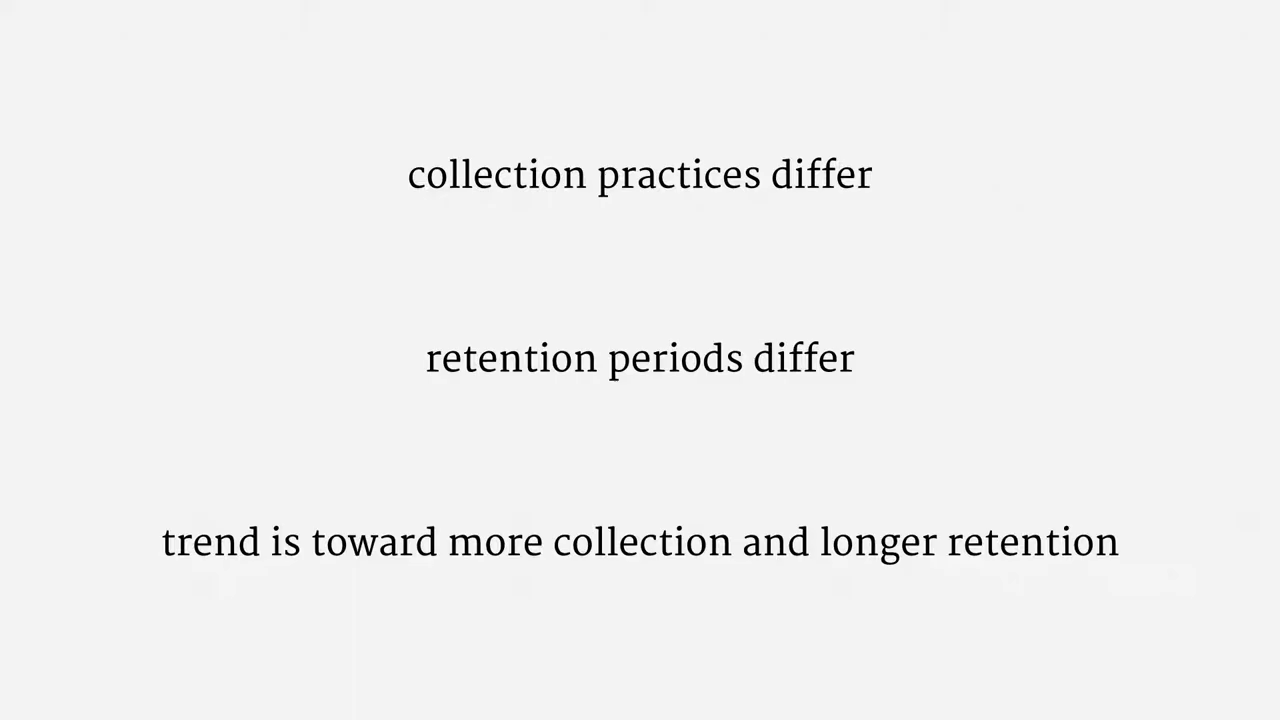 collection practices differ
retention periods differ
trend is toward more collection and longer retention